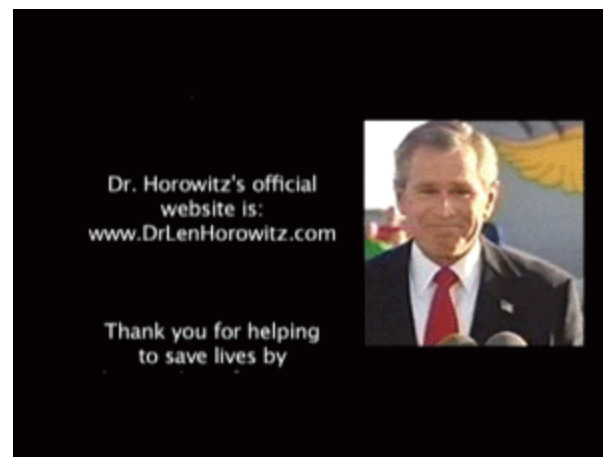 Dr. Horowitz's official
website is:
www.DrLenHorowitz.com
Thank you for helping
to save lives by